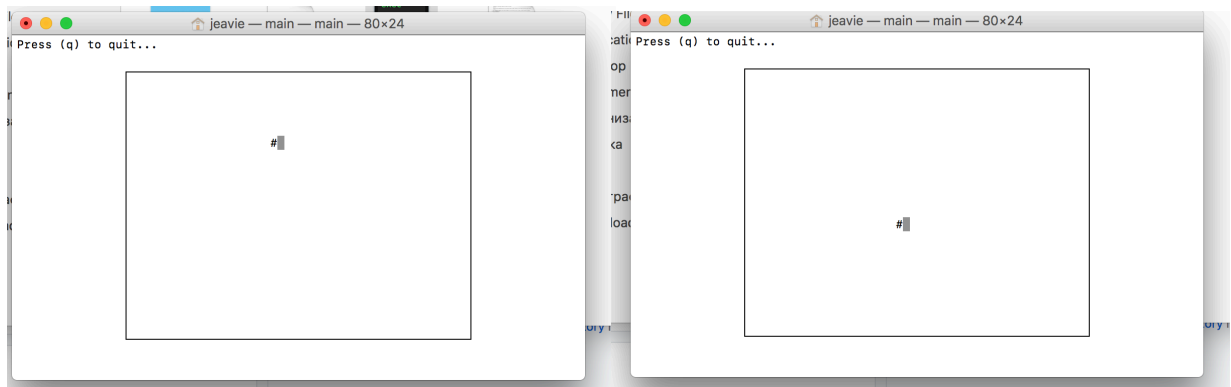 jeavie — main — main — 80×24
Press (q) to quit...
#
jeavie — main — main — 80×24
Press (q) to quit...
#